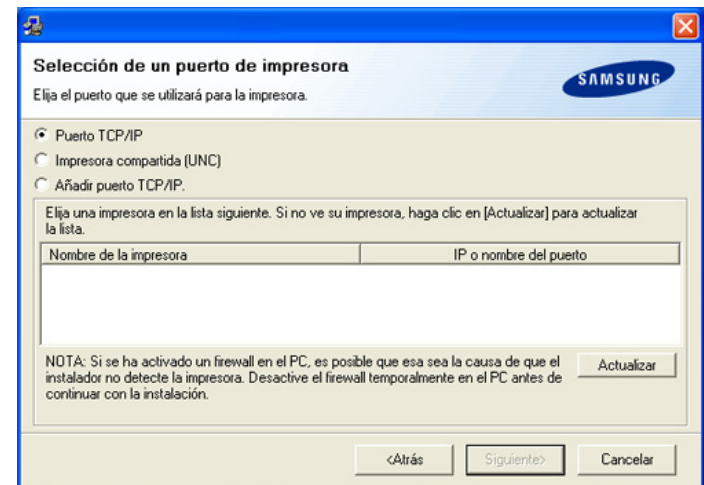 Selección de un puerto de impresora
Elija el puerto que se utilizará para la impresora.
SAMSUNG
Puerto TCP/IP
Impresora compartida (UNC)
Añadir puerto TCP/IP.
Elija una impresora en la lista siguiente. Si no ve su impresora, haga clic en [Actualizar] para actualizar
la lista.
Nombre de la impresora IP o nombre del puerto
NOTA: Si se ha activado un firewall en el PC, es posible que esa sea la causa de que el
instalador no detecte la impresora. Desactive el firewall temporalmente en el PC antes de
continuar con la instalación.
Actualizar
<Atrás Siguiente> Cancelar